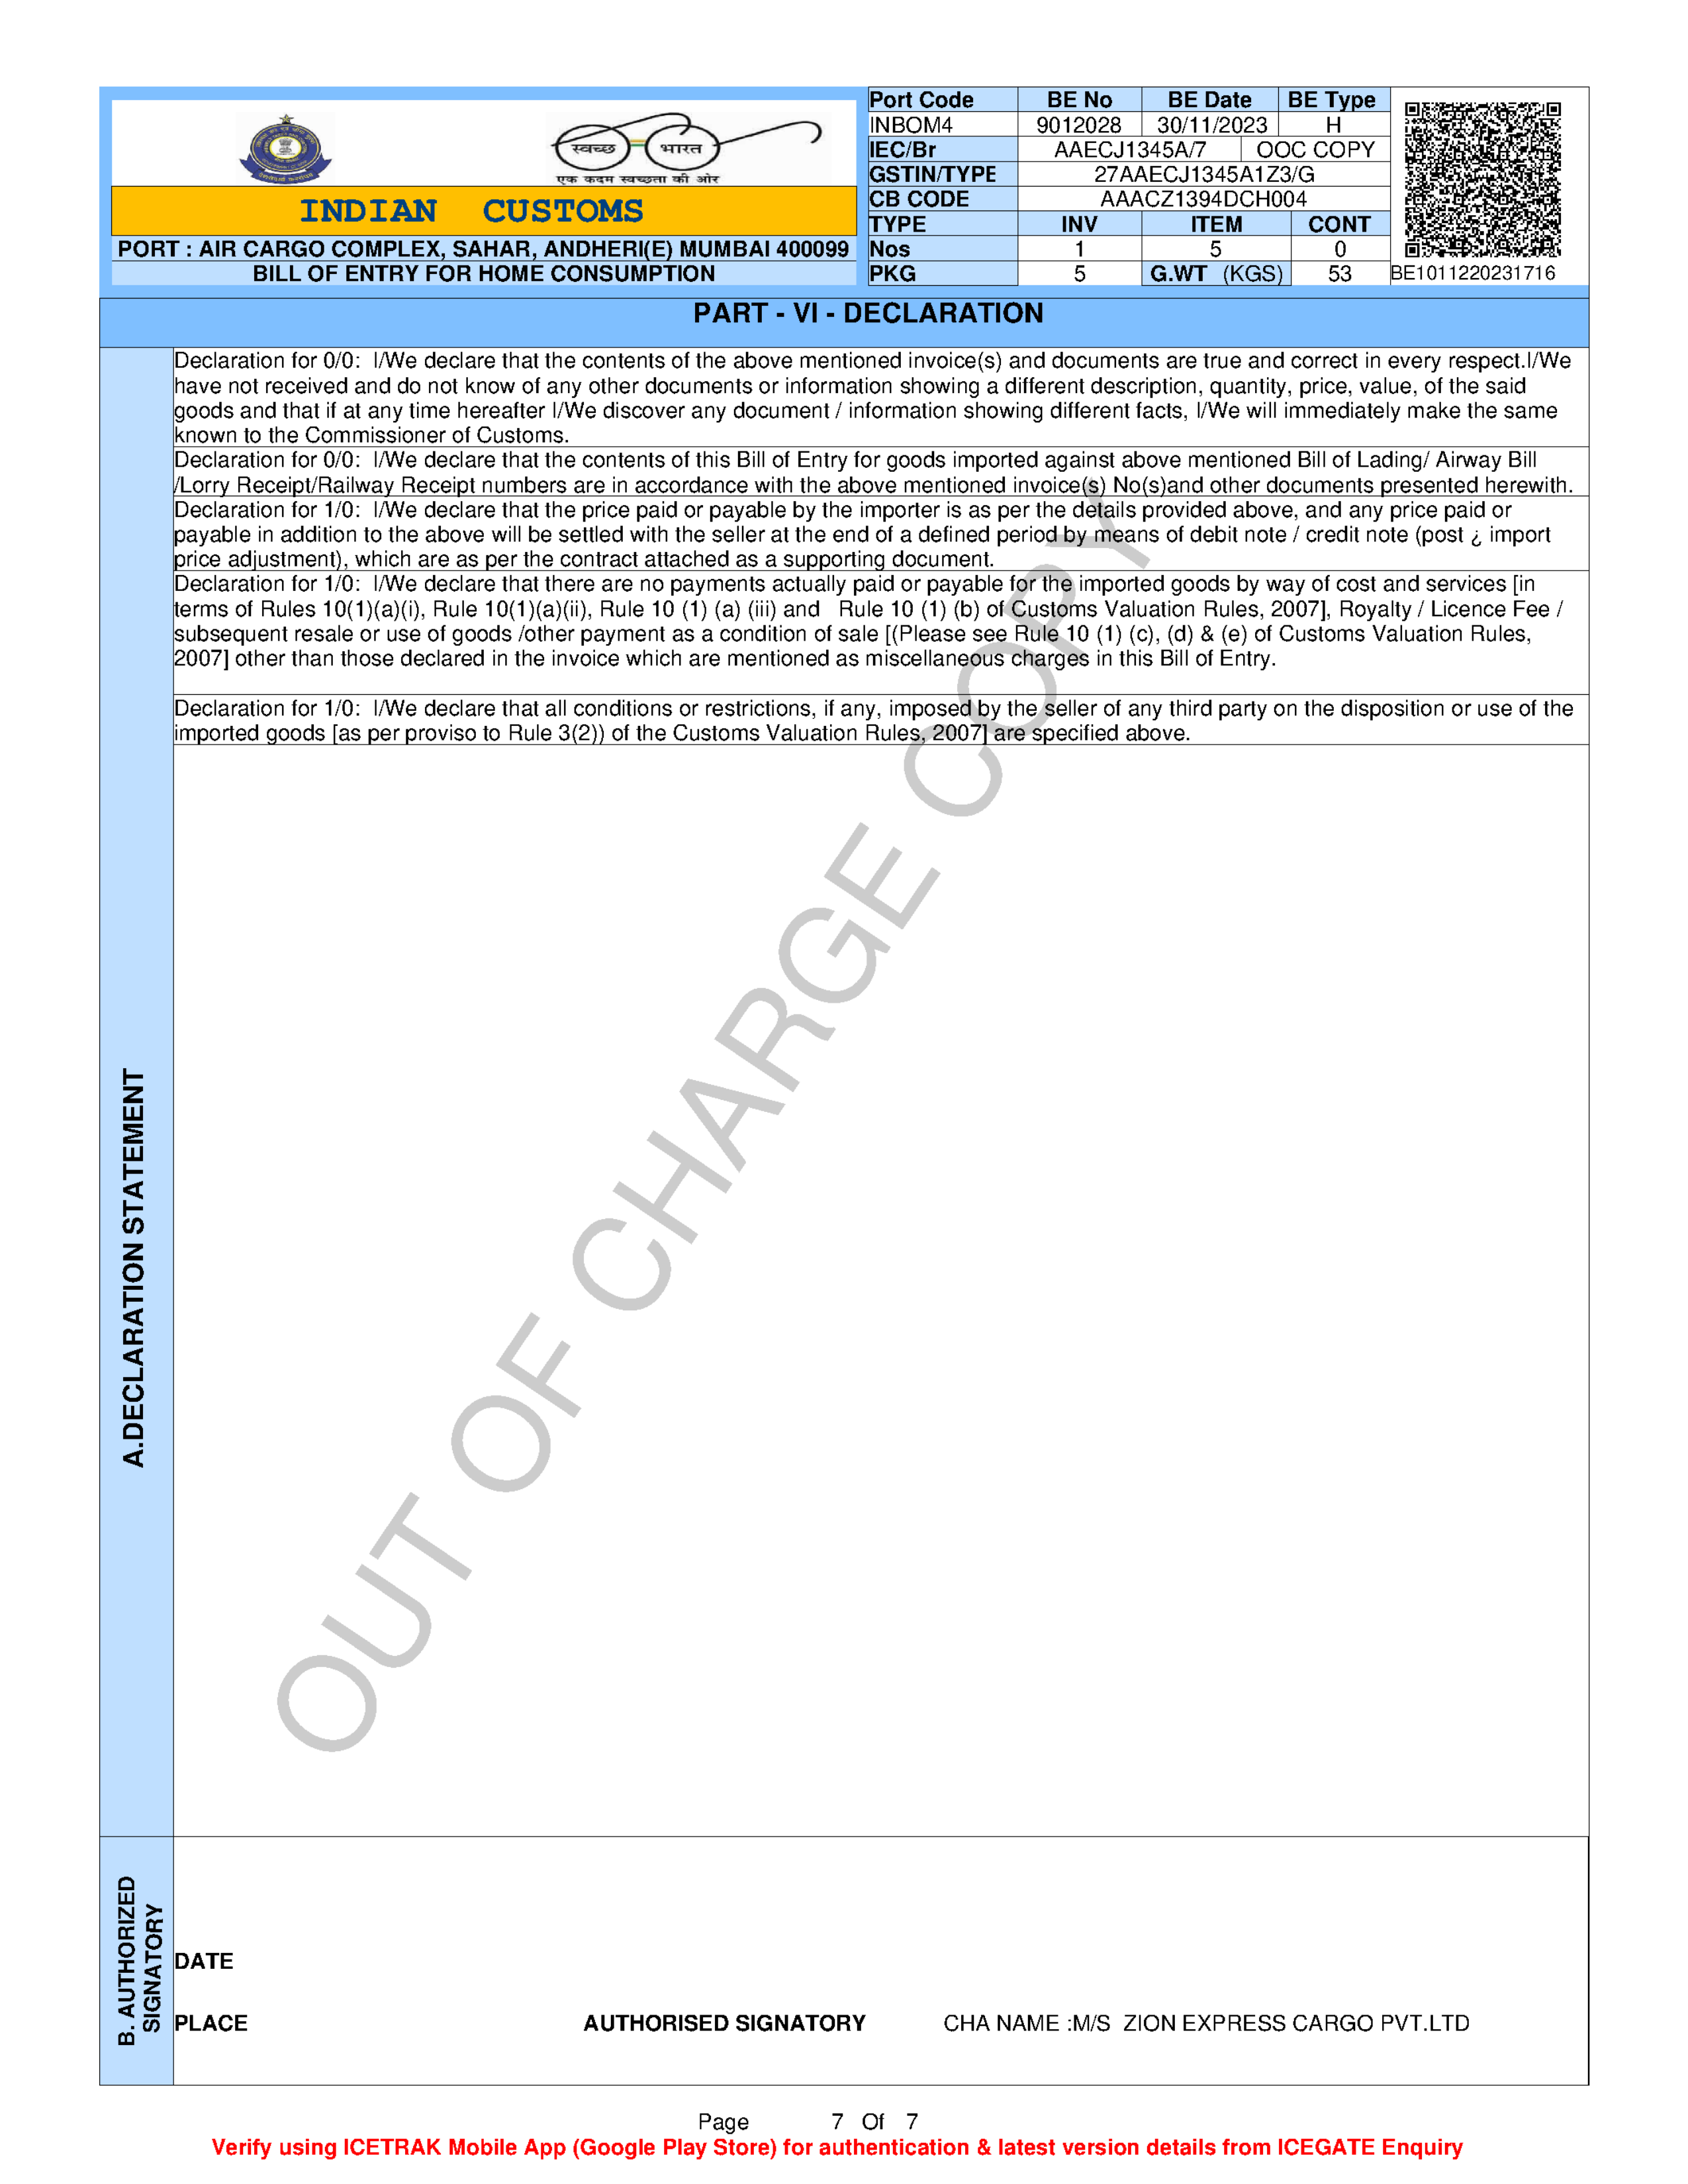 Port Code BE No BE Date BE Type
INBOM4 9012028 30/11/2023 H
स्वच्छ भारत
IEC/Br AAECJ1345A/7 OOC COPY
एक कदम स्वच्छता की ओर
GSTIN/TYPE 27AAECJ1345A1Z3/G
INDIAN CUSTOMS
CB CODE AAACZ1394DCH004
TYPE INV ITEM CONT
PORT : AIR CARGO COMPLEX, SAHAR, ANDHERI(E) MUMBAI 400099 Nos 1 5 0
BILL OF ENTRY FOR HOME CONSUMPTION PKG 5 G.WT (KGS) 53 BE1011220231716
PART - VI - DECLARATION
Declaration for 0/0: I/We declare that the contents of the above mentioned invoice(s) and documents are true and correct in every respect.I/We
have not received and do not know of any other documents or information showing a different description, quantity, price, value, of the said
goods and that if at any time hereafter I/We discover any document / information showing different facts, I/We will immediately make the same
known to the Commissioner of Customs.
Declaration for 0/0: I/We declare that the contents of this Bill of Entry for goods imported against above mentioned Bill of Lading/ Airway Bill
/Lorry Receipt/Railway Receipt numbers are in accordance with the above mentioned invoice(s) No(s)and other documents presented herewith.
Declaration for 1/0: I/We declare that the price paid or payable by the importer is as per the details provided above, and any price paid or
payable in addition to the above will be settled with the seller at the end of a defined period by means of debit note / credit note (post ¿ import
price adjustment), which are as per the contract attached as a supporting document.
Declaration for 1/0: I/We declare that there are no payments actually paid or payable for the imported goods by way of cost and services [in
terms of Rules 10(1)(a)(i), Rule 10(1)(a)(ii), Rule 10 (1) (a) (iii) and Rule 10 (1) (b) of Customs Valuation Rules, 2007], Royalty / Licence Fee /
subsequent resale or use of goods /other payment as a condition of sale [(Please see Rule 10 (1) (c), (d) & (e) of Customs Valuation Rules,
2007] other than those declared in the invoice which are mentioned as miscellaneous charges in this Bill of Entry.
Declaration for 1/0: I/We declare that all conditions or restrictions, if any, imposed by the seller of any third party on the disposition or use of the
imported goods [as per proviso to Rule 3(2)) of the Customs Valuation Rules, 2007] are specified above.
OUT OF CHARGE COPY
A.DECLARATION STATEMENT
B. AUTHORIZED
SIGNATORY
DATE
PLACE AUTHORISED SIGNATORY CHA NAME :M/S ZION EXPRESS CARGO PVT.LTD
Page 7 Of 7
Verify using ICETRAK Mobile App (Google Play Store) for authentication & latest version details from ICEGATE Enquiry